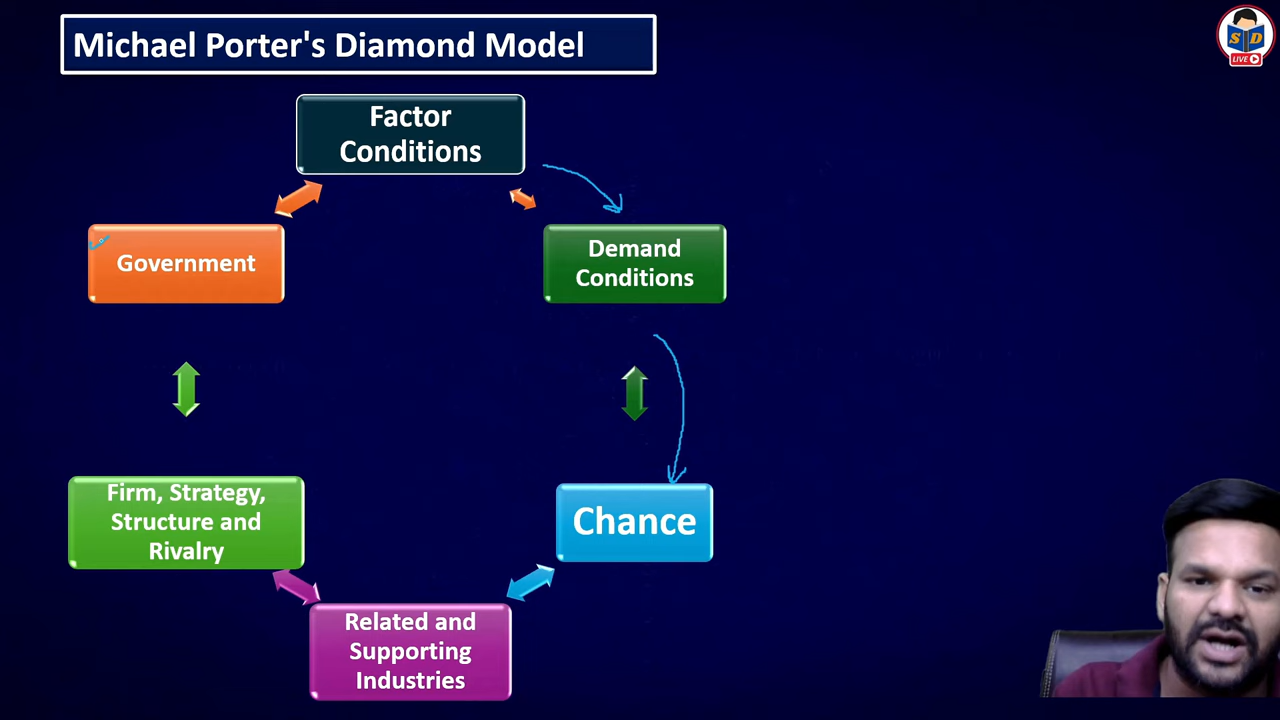 Michael Porter's Diamond Model
S D
LIVE
Factor
Conditions
Government
Demand
Conditions
Firm, Strategy,
Structure and
Rivalry
Chance
Related and
Supporting
Industries